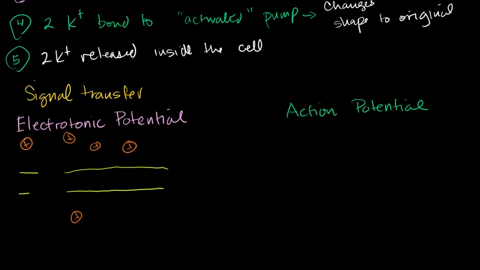 ④ 2 K⁺ bond to "activated" pump → Changes shape to original
⑤ 2K⁺ released inside the cell
Signal transfer
Electrotonic Potential
Action Potential
+ + + +
+